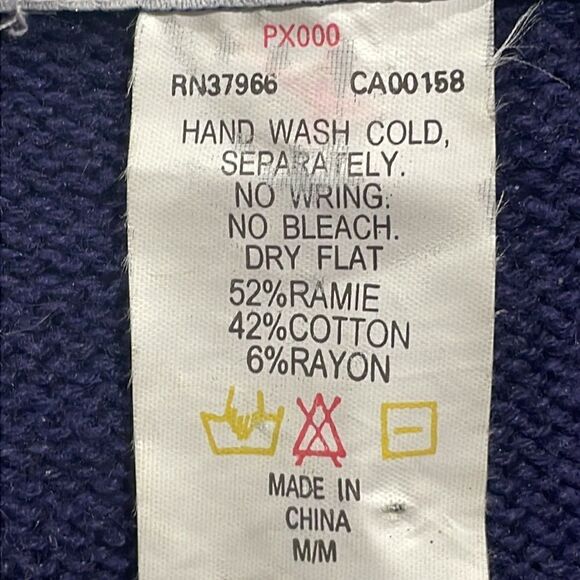 PX000
RN37966 CA00158
HAND WASH COLD,
SEPARATELY.
NO WRING.
NO BLEACH.
DRY FLAT
52%RAMIE
42%COTTON
6%RAYON
MADE IN
CHINA
M/M